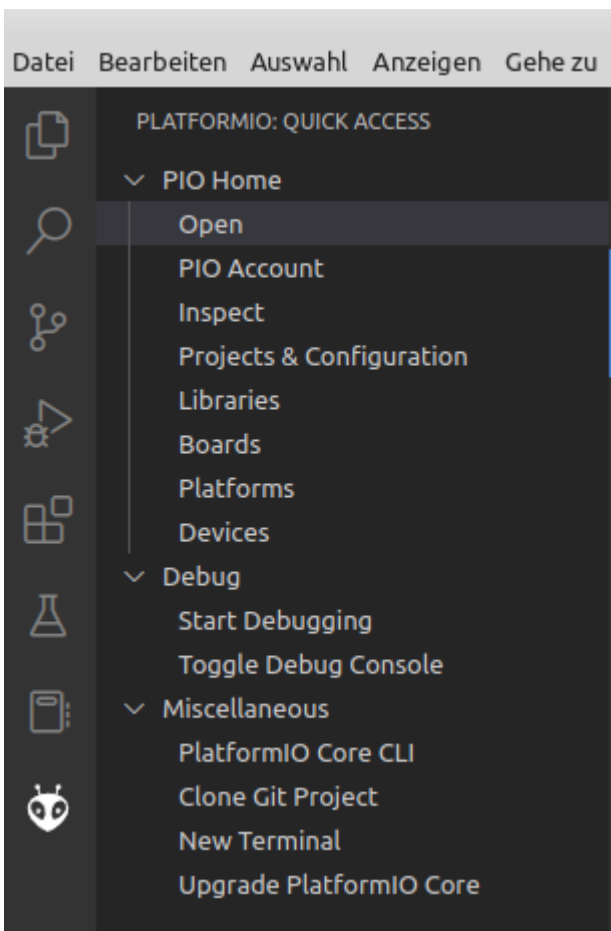 Datei Bearbeiten Auswahl Anzeigen Gehe zu
PLATFORMIO: QUICK ACCESS
PIO Home
Open
PIO Account
Inspect
Projects & Configuration
Libraries
Boards
Platforms
Devices
Debug
Start Debugging
Toggle Debug Console
Miscellaneous
PlatformIO Core CLI
Clone Git Project
New Terminal
Upgrade PlatformIO Core